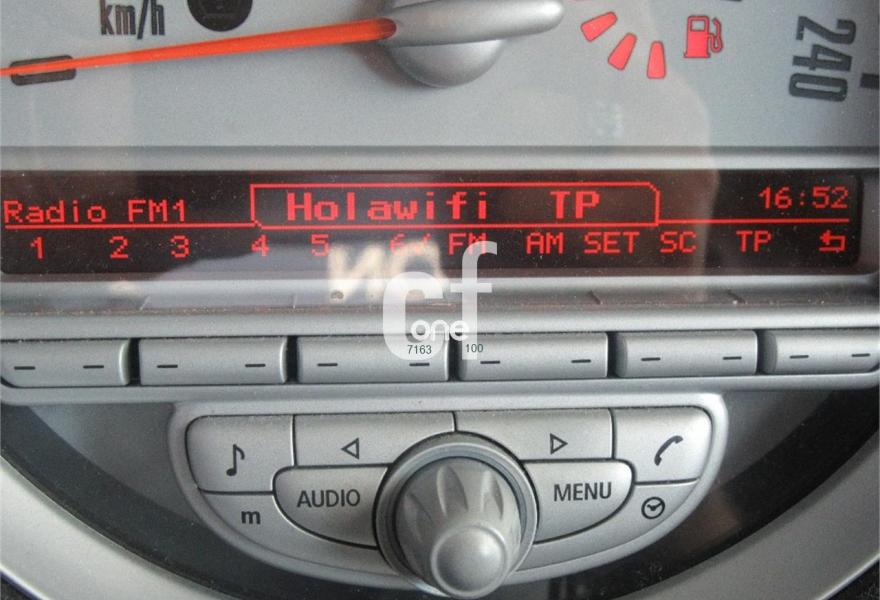 km/h
240
Radio FM1 Holawifi TP 16:52
1 2 3 4 5 6✓ FM AM SET SC TP
cf
one
7163 100
AUDIO MENU
m